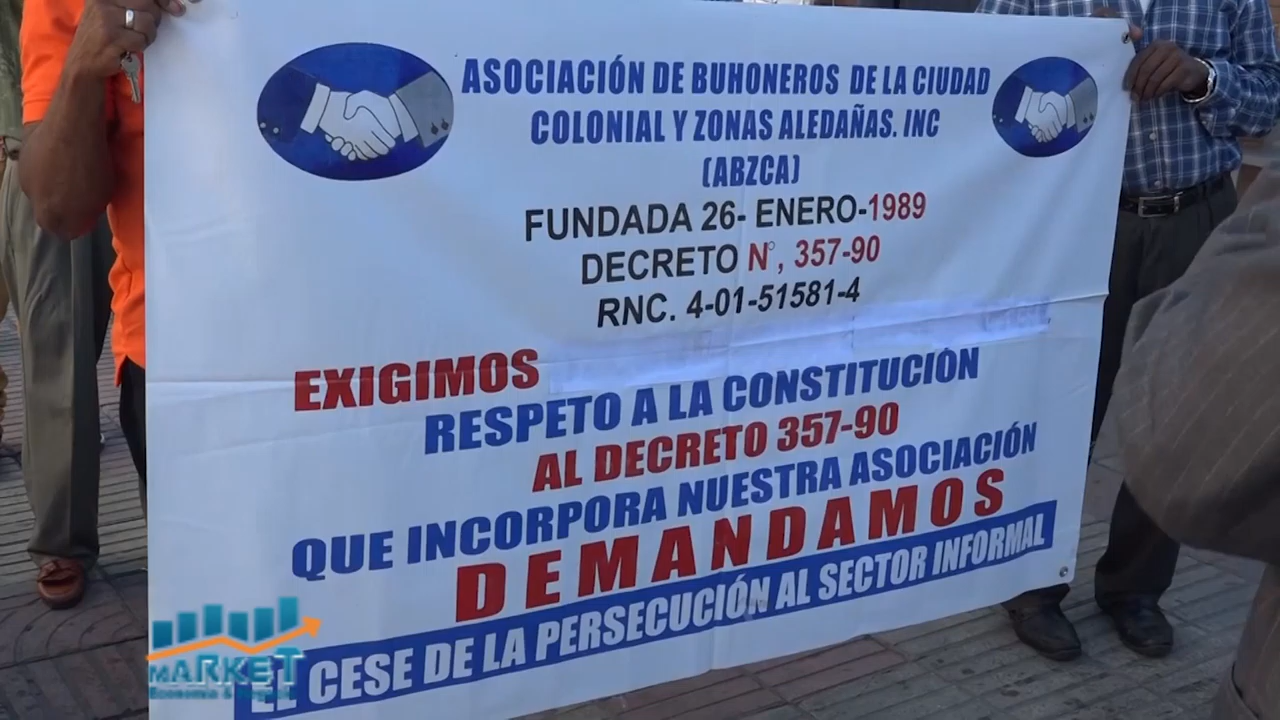 ASOCIACIÓN DE BUHONEROS DE LA CIUDAD
COLONIAL Y ZONAS ALEDAÑAS. INC
(ABZCA)
FUNDADA 26- ENERO-1989
DECRETO N°, 357-90
RNC. 4-01-51581-4
EXIGIMOS
RESPETO A LA CONSTITUCIÓN
AL DECRETO 357-90
QUE INCORPORA NUESTRA ASOCIACIÓN
DEMANDAMOS
EL CESE DE LA PERSECUCIÓN AL SECTOR INFORMAL
MARKET
Economía &